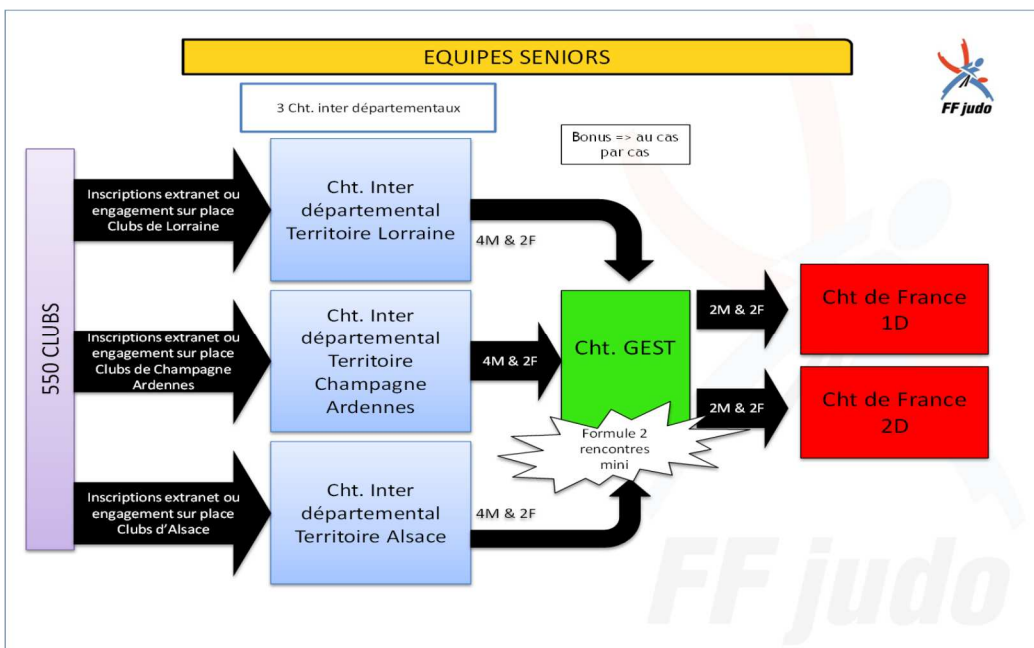 EQUIPES SENIORS
FF judo
3 Cht. inter départementaux
Bonus => au cas
par cas
550 CLUBS
Inscriptions extranet ou
engagement sur place
Clubs de Lorraine
Cht. Inter
départemental
Territoire Lorraine
4M & 2F
Inscriptions extranet ou
engagement sur place
Clubs de Champagne
Ardennes
Cht. Inter
départemental
Territoire
Champagne
Ardennes
4M & 2F
Cht. GEST
2M & 2F
Cht de France
1D
2M & 2F
Cht de France
2D
Formule 2
rencontres
mini
Inscriptions extranet ou
engagement sur place
Clubs d'Alsace
Cht. Inter
départemental
Territoire Alsace
4M & 2F
FF judo